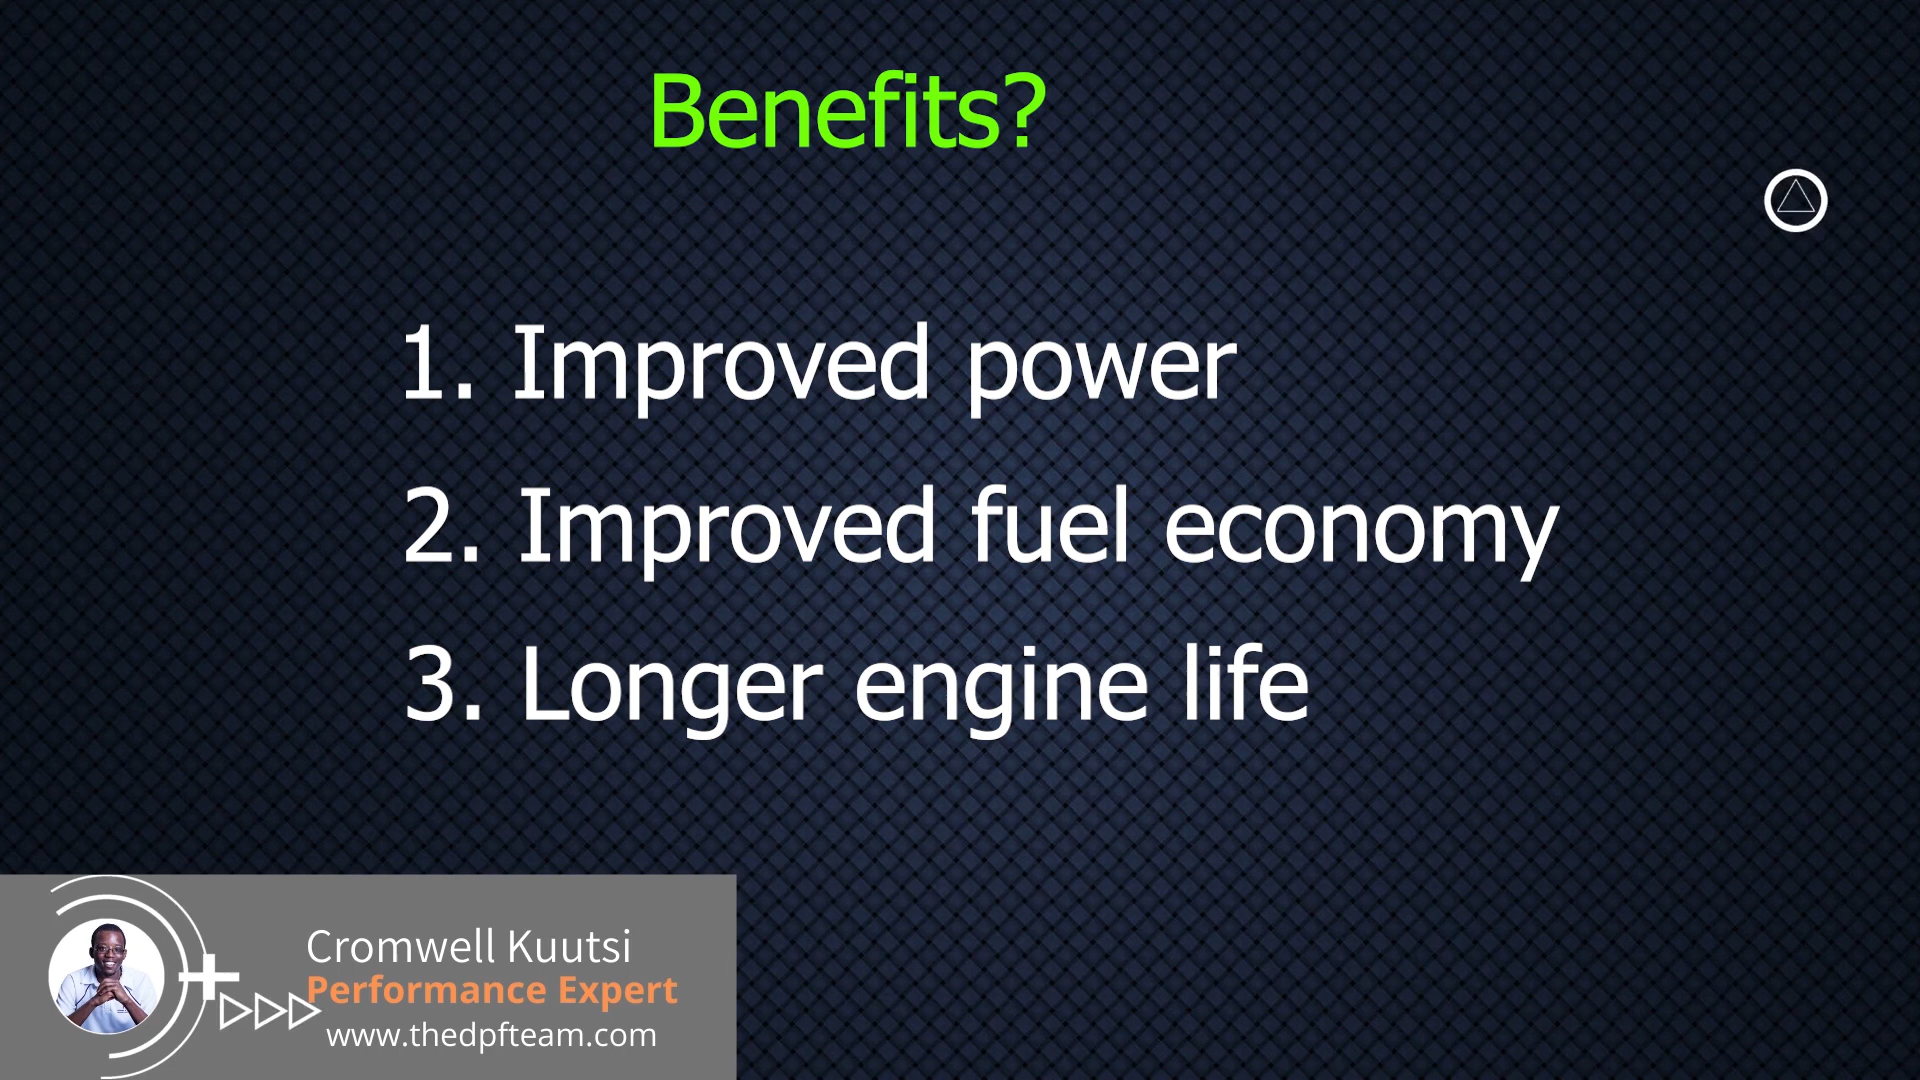 Benefits?
1. Improved power
2. Improved fuel economy
3. Longer engine life
Cromwell Kuutsi
Performance Expert
www.thedpfteam.com